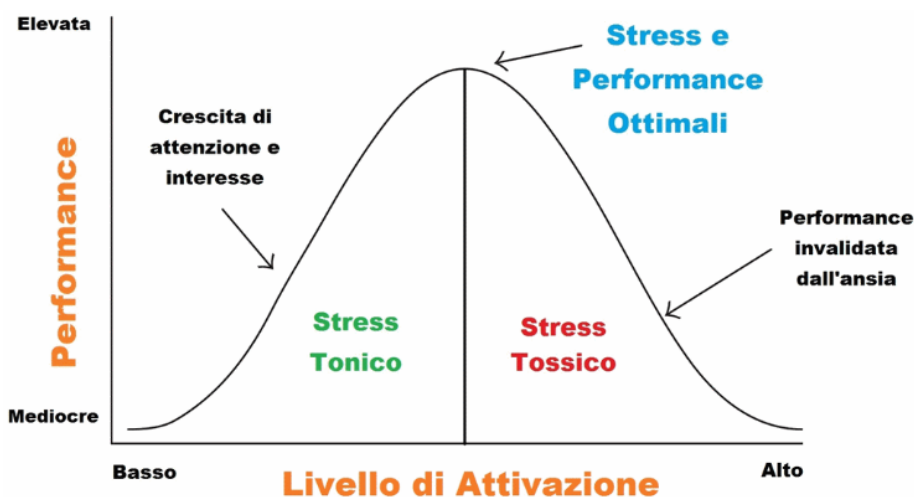 Elevata
Stress e
Performance
Ottimali
Crescita di
attenzione e
interesse
Performance
Performance
invalidata
dall'ansia
Stress
Tonico
Stress
Tossico
Mediocre
Basso
Livello di Attivazione
Alto